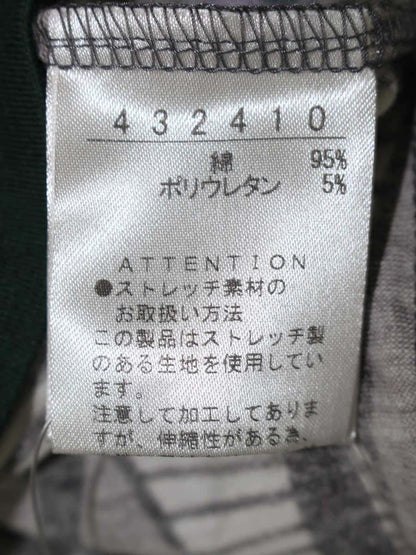 432410
綿 95%
ポリウレタン 5%
ATTENTION
●ストレッチ素材の
お取扱い方法
この製品はストレッチ製
のある生地を使用してい
ます。
注意して加工してありま
すが、伸縮性がある為、